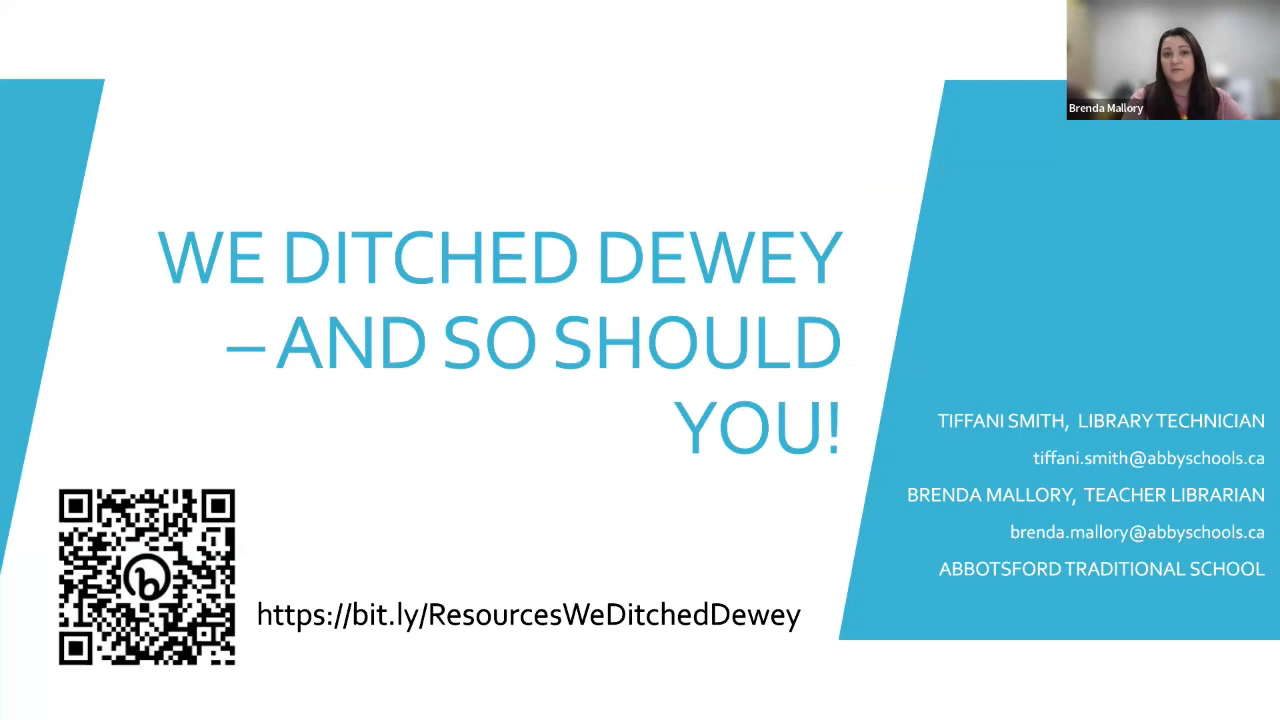 Brenda Mallory
WE DITCHED DEWEY
– AND SO SHOULD
YOU!
TIFFANI SMITH, LIBRARY TECHNICIAN
tiffani.smith@abbyschools.ca
BRENDA MALLORY, TEACHER LIBRARIAN
brenda.mallory@abbyschools.ca
ABBOTSFORD TRADITIONAL SCHOOL
b
https://bit.ly/ResourcesWeDitchedDewey